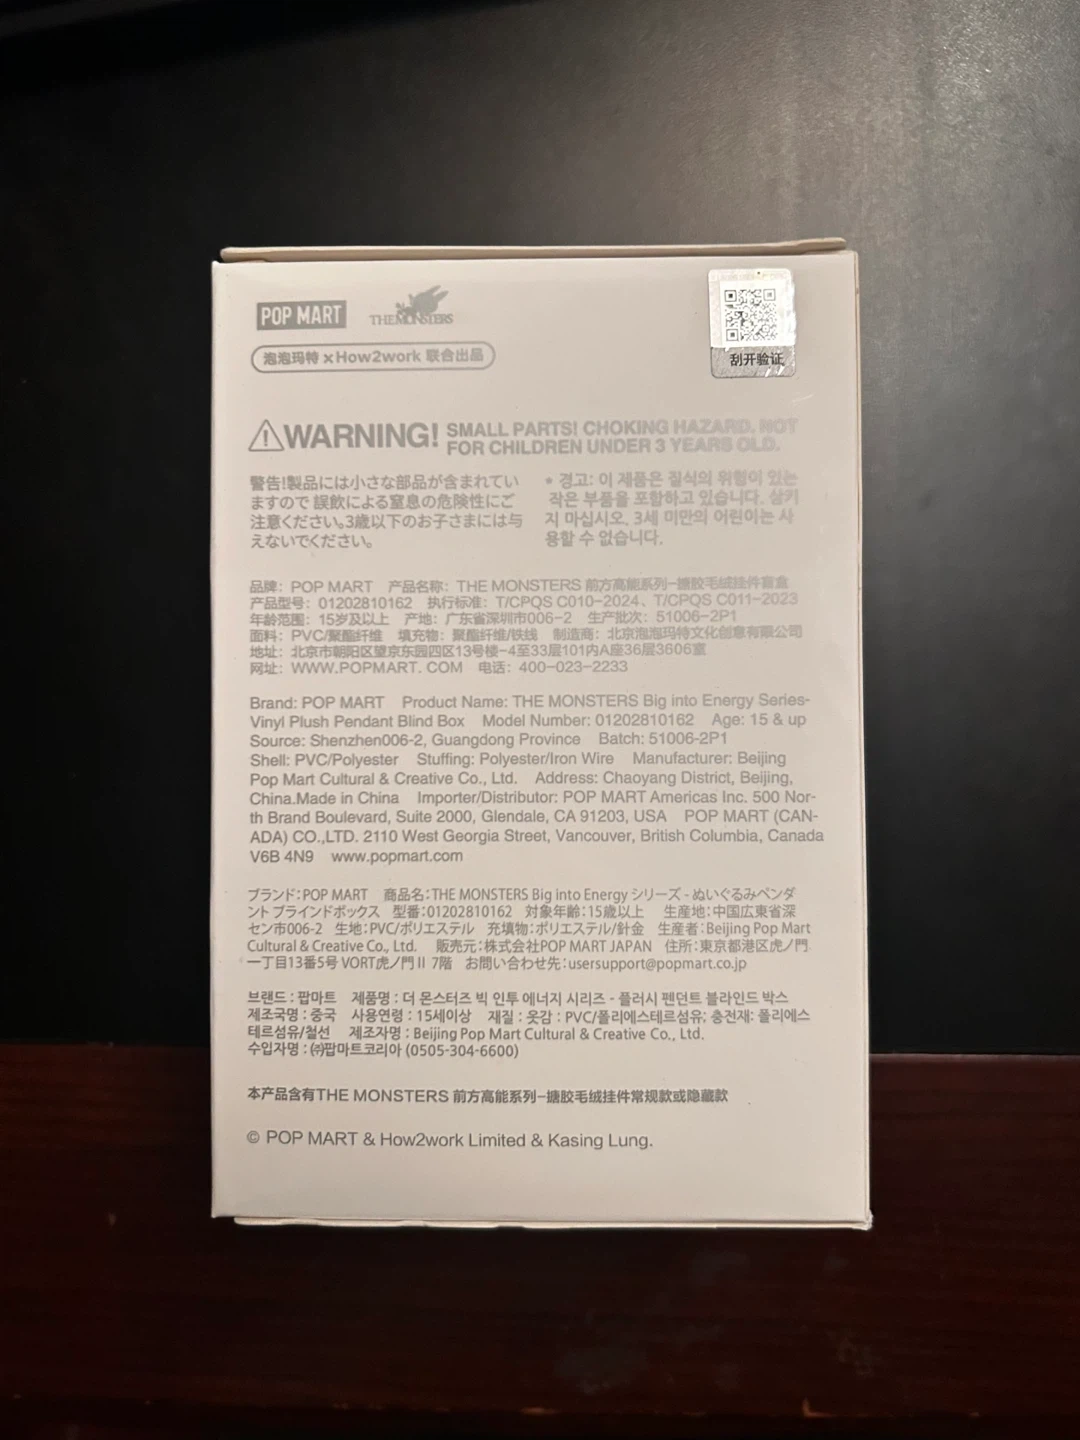 POP MART
THE MONSTERS
泡泡玛特×How2work 联合出品
刮开验证
WARNING! SMALL PARTS! CHOKING HAZARD. NOT
FOR CHILDREN UNDER 3 YEARS OLD.
警告!製品には小さな部品が含まれてい
ますので 誤飲による窒息の危険性にご
注意ください。3歳以下のお子さまには与
えないでください。
* 경고: 이 제품은 질식의 위험이 있는
작은 부품을 포함하고 있습니다. 삼키
지 마십시오. 3세 미만의 어린이는 사
용할 수 없습니다.
品牌：POP MART 产品名称：THE MONSTERS 前方高能系列-搪胶毛绒挂件盲盒
产品型号：01202810162 执行标准：T/CPQS C010-2024、T/CPQS C011-2023
年龄范围：15岁及以上 产地：广东省深圳市006-2 生产批次：51006-2P1
面料：PVC/聚酯纤维 填充物：聚酯纤维/铁线 制造商：北京泡泡玛特文化创意有限公司
地址：北京市朝阳区望京东园四区13号楼-4至33层101内A座36层3606室
网址：WWW.POPMART.COM 电话：400-023-2233
Brand: POP MART Product Name: THE MONSTERS Big into Energy Series-
Vinyl Plush Pendant Blind Box Model Number: 01202810162 Age: 15 & up
Source: Shenzhen006-2, Guangdong Province Batch: 51006-2P1
Shell: PVC/Polyester Stuffing: Polyester/Iron Wire Manufacturer: Beijing
Pop Mart Cultural & Creative Co., Ltd. Address: Chaoyang District, Beijing,
China.Made in China Importer/Distributor: POP MART Americas Inc. 500 Nor-
th Brand Boulevard, Suite 2000, Glendale, CA 91203, USA POP MART (CAN-
ADA) CO.,LTD. 2110 West Georgia Street, Vancouver, British Columbia, Canada
V6B 4N9 www.popmart.com
ブランド：POP MART 商品名：THE MONSTERS Big into Energy シリーズ - ぬいぐるみペンダ
ント ブラインドボックス 型番：01202810162 対象年齢：15歳以上 生産地：中国広東省深
セン市006-2 生地：PVC/ポリエステル 充填物：ポリエステル/針金 生産者：Beijing Pop Mart
Cultural & Creative Co., Ltd. 販売元：株式会社POP MART JAPAN 住所：東京都港区虎ノ門
一丁目13番5号 VORT虎ノ門Ⅱ 7階 お問い合わせ先：usersupport@popmart.co.jp
브랜드 : 팝마트 제품명 : 더 몬스터즈 빅 인투 에너지 시리즈 - 플러시 펜던트 블라인드 박스
제조국명 : 중국 사용연령 : 15세이상 재질 : 옷감 : PVC/폴리에스테르섬유; 충전재: 폴리에스
테르섬유/철선 제조자명 : Beijing Pop Mart Cultural & Creative Co., Ltd.
수입자명 : ㈜팝마트코리아 (0505-304-6600)
本产品含有THE MONSTERS 前方高能系列-搪胶毛绒挂件常规款或隐藏款
© POP MART & How2work Limited & Kasing Lung.